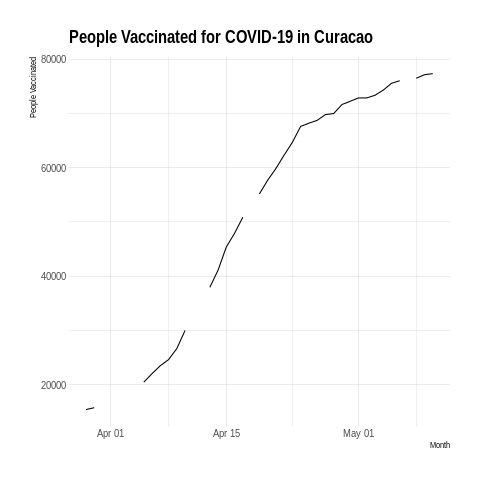 People Vaccinated for COVID-19 in Curacao
People Vaccinated
80000
60000
40000
20000
Apr 01
Apr 15
May 01
Month